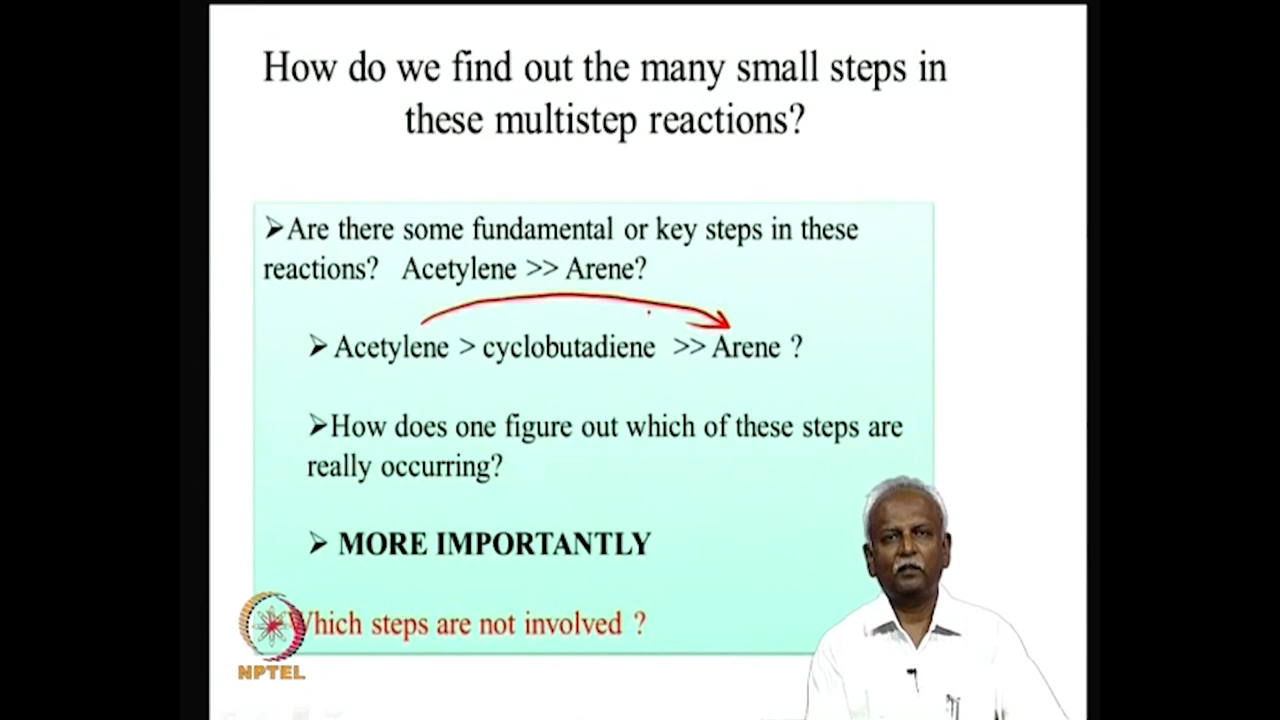 How do we find out the many small steps in
these multistep reactions?
➢Are there some fundamental or key steps in these
reactions? Acetylene >> Arene?
➢ Acetylene > cyclobutadiene >> Arene ?
➢How does one figure out which of these steps are
really occurring?
➢ MORE IMPORTANTLY
Which steps are not involved ?
NPTEL